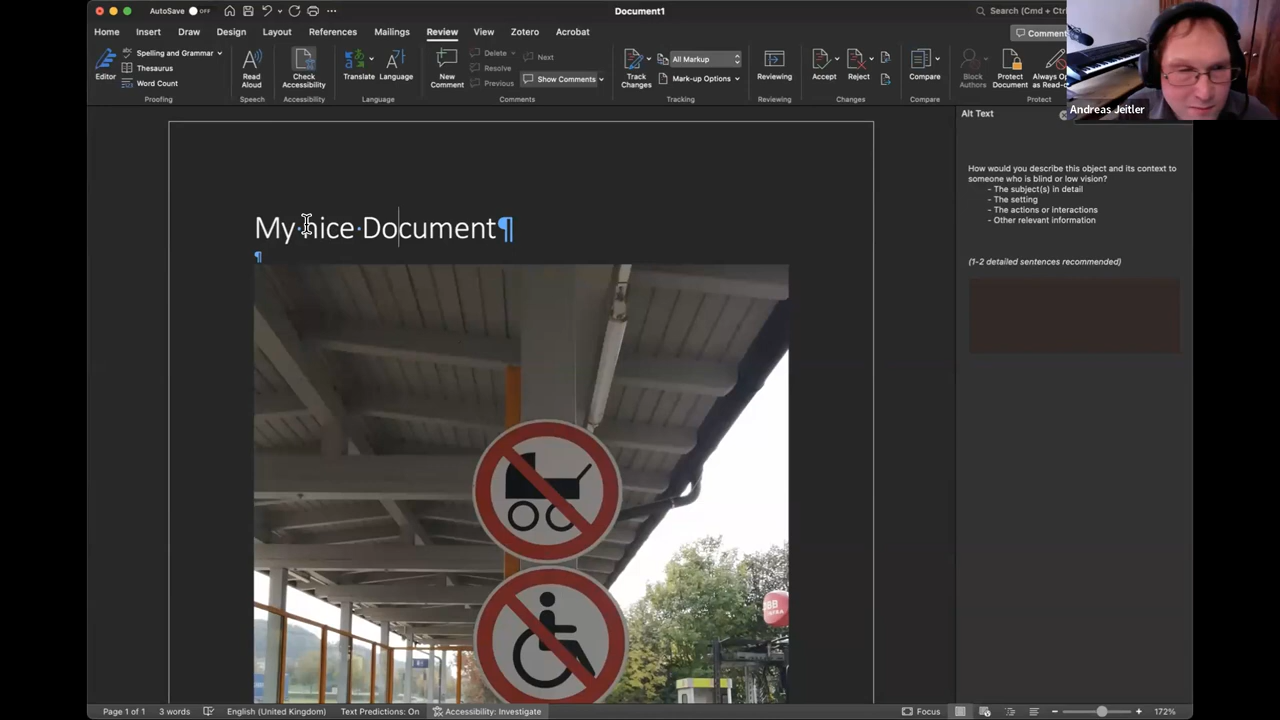 AutoSave OFF
Document1
Search (Cmd + Ctrl
Home Insert Draw Design Layout References Mailings Review View Zotero Acrobat
Comment
Editor
Spelling and Grammar
Thesaurus
Word Count
Proofing
Read Aloud
Speech
Check Accessibility
Accessibility
Translate
Language
Language
New Comment
Delete
Resolve
Previous
Next
Show Comments
Comments
Track Changes
All Markup
Mark-up Options
Tracking
Reviewing
Reviewing
Accept
Reject
Changes
Compare
Compare
Block Authors
Protect Document
Always O
as Read-o
Protect
Andreas Jeitler
Alt Text
How would you describe this object and its context to
someone who is blind or low vision?
- The subject(s) in detail
- The setting
- The actions or interactions
- Other relevant information
(1-2 detailed sentences recommended)
My·nice·Document¶
¶
Page 1 of 1 3 words English (United Kingdom) Text Predictions: On Accessibility: Investigate Focus 172%